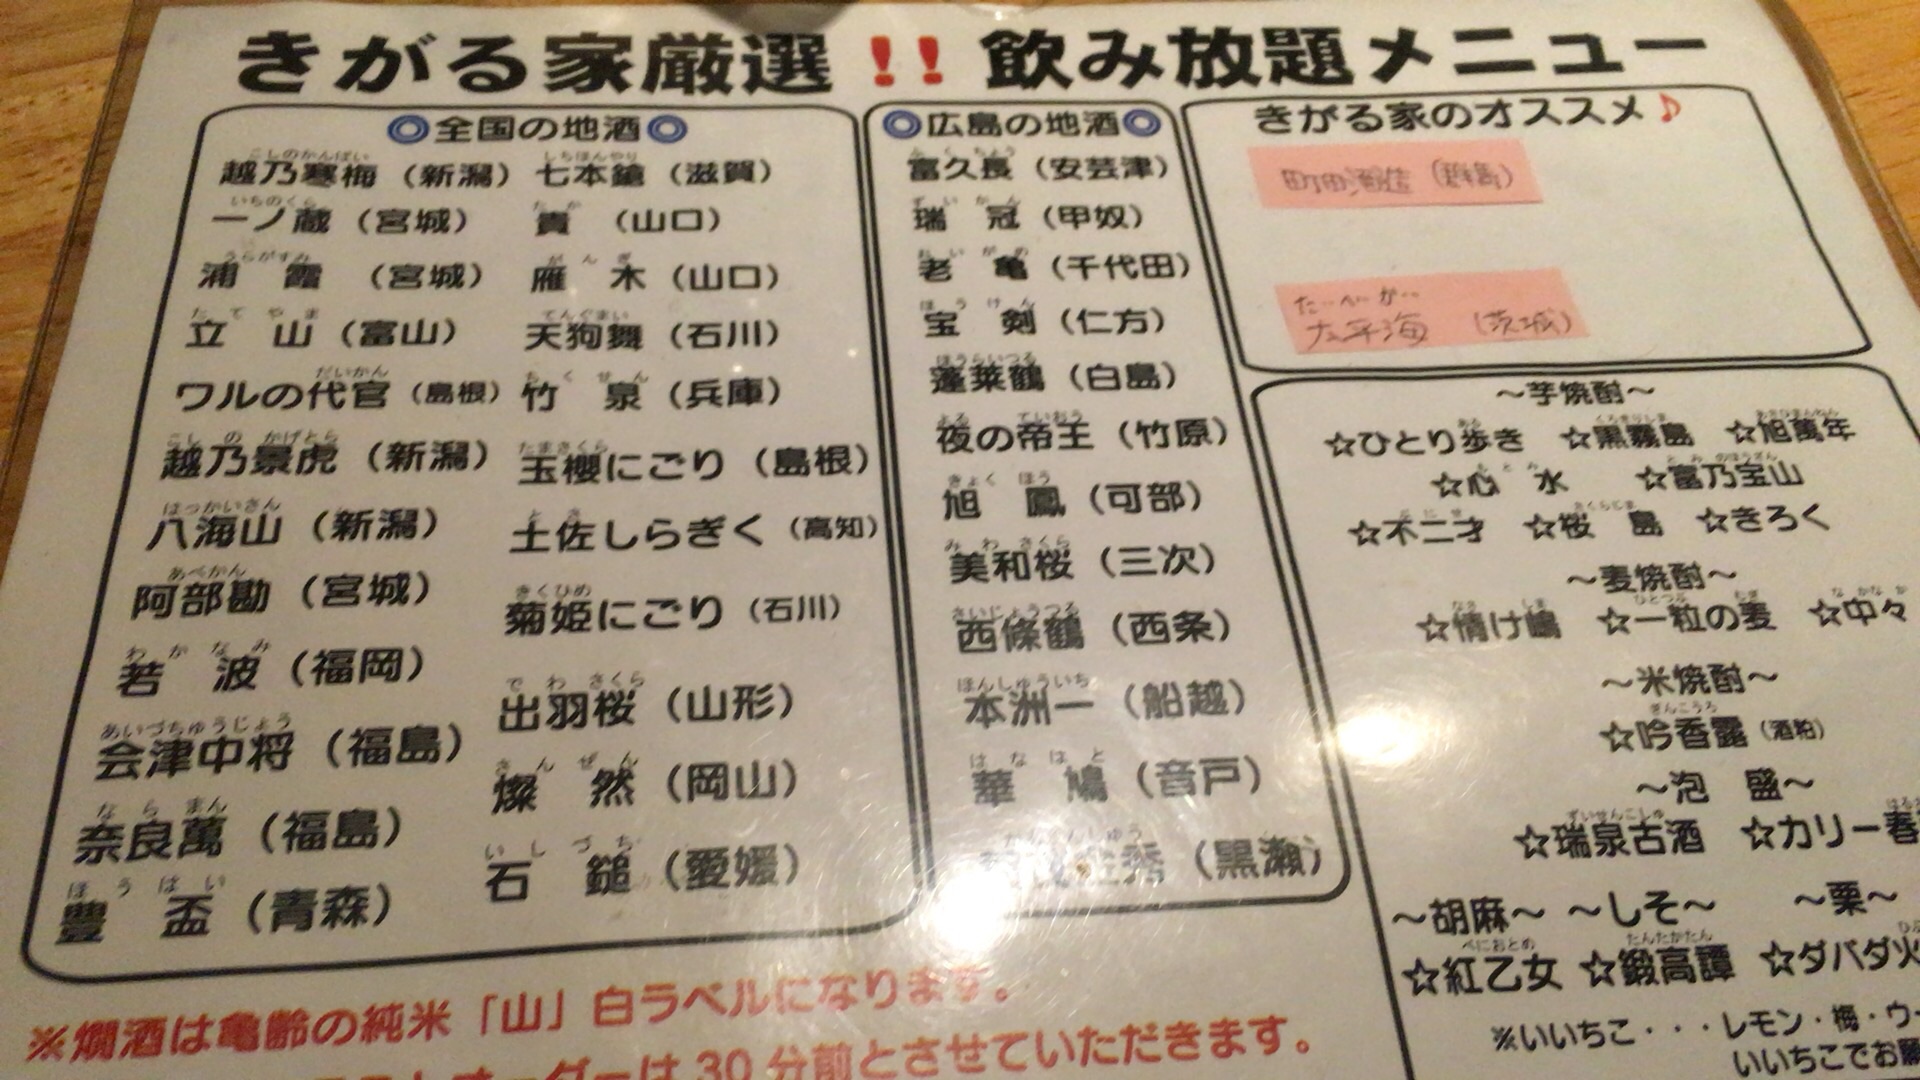 きがる家厳選!! 飲み放題メニュー
◎全国の地酒◎
越乃寒梅（新潟） 七本鎗（滋賀）
一ノ蔵（宮城） 貴（山口）
浦霞（宮城） 雁木（山口）
立山（富山） 天狗舞（石川）
ワルの代官（島根） 竹泉（兵庫）
越乃景虎（新潟） 玉櫻にごり（島根）
八海山（新潟） 土佐しらぎく（高知）
阿部勘（宮城） 菊姫にごり（石川）
若波（福岡） 出羽桜（山形）
会津中将（福島） 燦然（岡山）
奈良萬（福島） 石鎚（愛媛）
豊盃（青森）
◎広島の地酒◎
富久長（安芸津）
瑞冠（甲奴）
老亀（千代田）
宝剣（仁方）
蓬莱鶴（白島）
夜の帝王（竹原）
旭鳳（可部）
美和桜（三次）
西條鶴（西条）
本洲一（船越）
華鳩（音戸）
（黒瀬）
きがる家のオススメ♪
町田酒造（群馬）
太平海（茨城）
～芋焼酎～
☆ひとり歩き ☆黒霧島 ☆旭萬年
☆心水 ☆富乃宝山
☆不二才 ☆桜島 ☆きろく
～麦焼酎～
☆情け嶋 ☆一粒の麦 ☆中々
～米焼酎～
☆吟香露（酒粕）
～泡盛～
☆瑞泉古酒 ☆カリー春
～胡麻～ ～しそ～ ～栗～
☆紅乙女 ☆鍛高譚 ☆ダバダ火
※いいちこ・・・レモン・梅・ウー
いいちこでお願
※燗酒は亀齢の純米「山」白ラベルになります。
ーは30分前とさせていただきます。